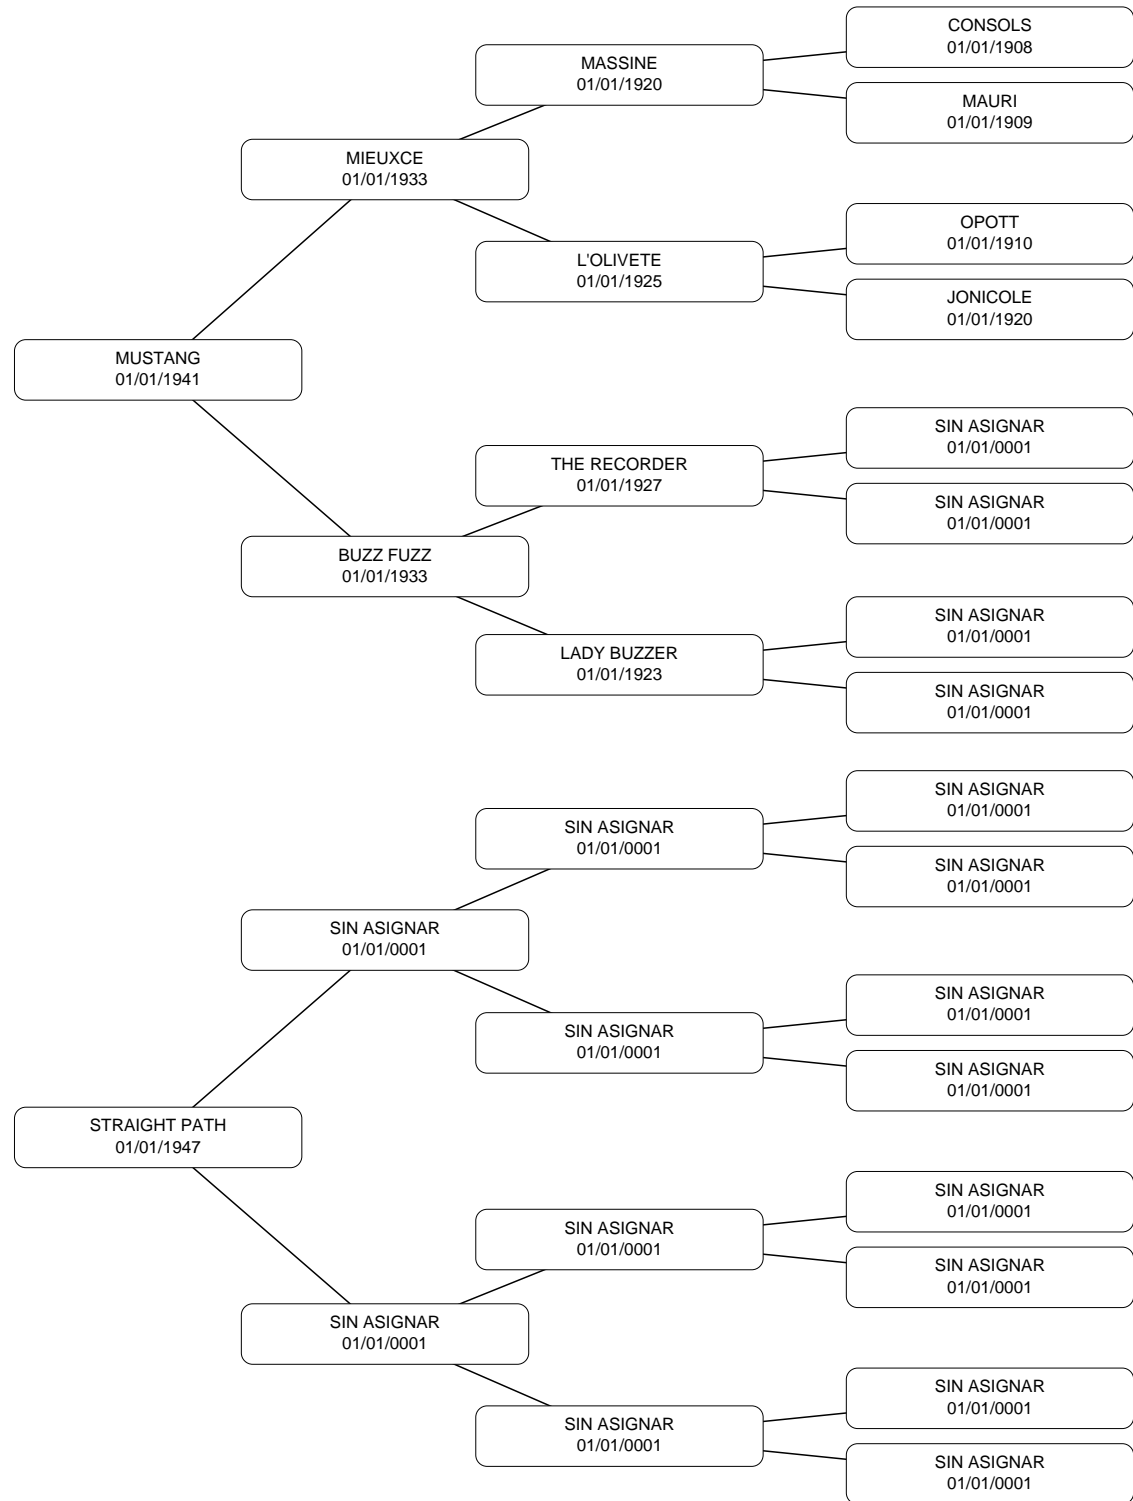 CONSOLS
01/01/1908
MASSINE
01/01/1920
MAURI
01/01/1909
MIEUXCE
01/01/1933
OPOTT
01/01/1910
L'OLIVETE
01/01/1925
JONICOLE
01/01/1920
MUSTANG
01/01/1941
SIN ASIGNAR
01/01/0001
THE RECORDER
01/01/1927
SIN ASIGNAR
01/01/0001
BUZZ FUZZ
01/01/1933
SIN ASIGNAR
01/01/0001
LADY BUZZER
01/01/1923
SIN ASIGNAR
01/01/0001
SIN ASIGNAR
01/01/0001
SIN ASIGNAR
01/01/0001
SIN ASIGNAR
01/01/0001
SIN ASIGNAR
01/01/0001
SIN ASIGNAR
01/01/0001
SIN ASIGNAR
01/01/0001
SIN ASIGNAR
01/01/0001
STRAIGHT PATH
01/01/1947
SIN ASIGNAR
01/01/0001
SIN ASIGNAR
01/01/0001
SIN ASIGNAR
01/01/0001
SIN ASIGNAR
01/01/0001
SIN ASIGNAR
01/01/0001
SIN ASIGNAR
01/01/0001
SIN ASIGNAR
01/01/0001